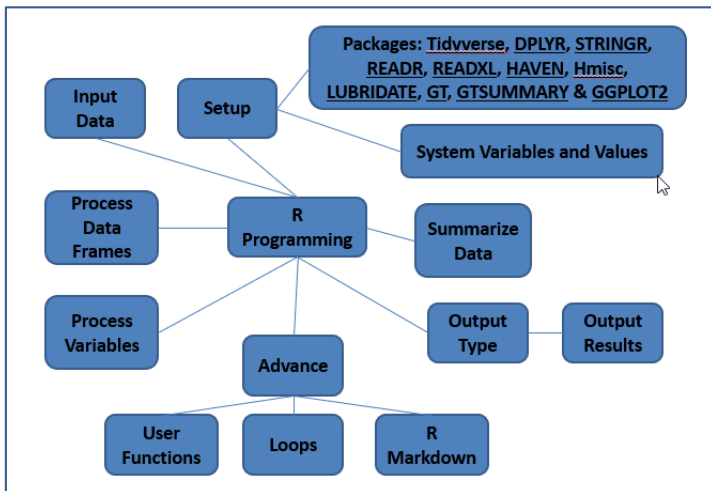 Packages: Tidvverse, DPLYR, STRINGR,
READR, READXL, HAVEN, Hmisc,
LUBRIDATE, GT, GTSUMMARY & GGPLOT2
Input
Data
Setup
System Variables and Values
Process
Data
Frames
R
Programming
Summarize
Data
Process
Variables
Output
Type
Output
Results
Advance
User
Functions
Loops
R
Markdown